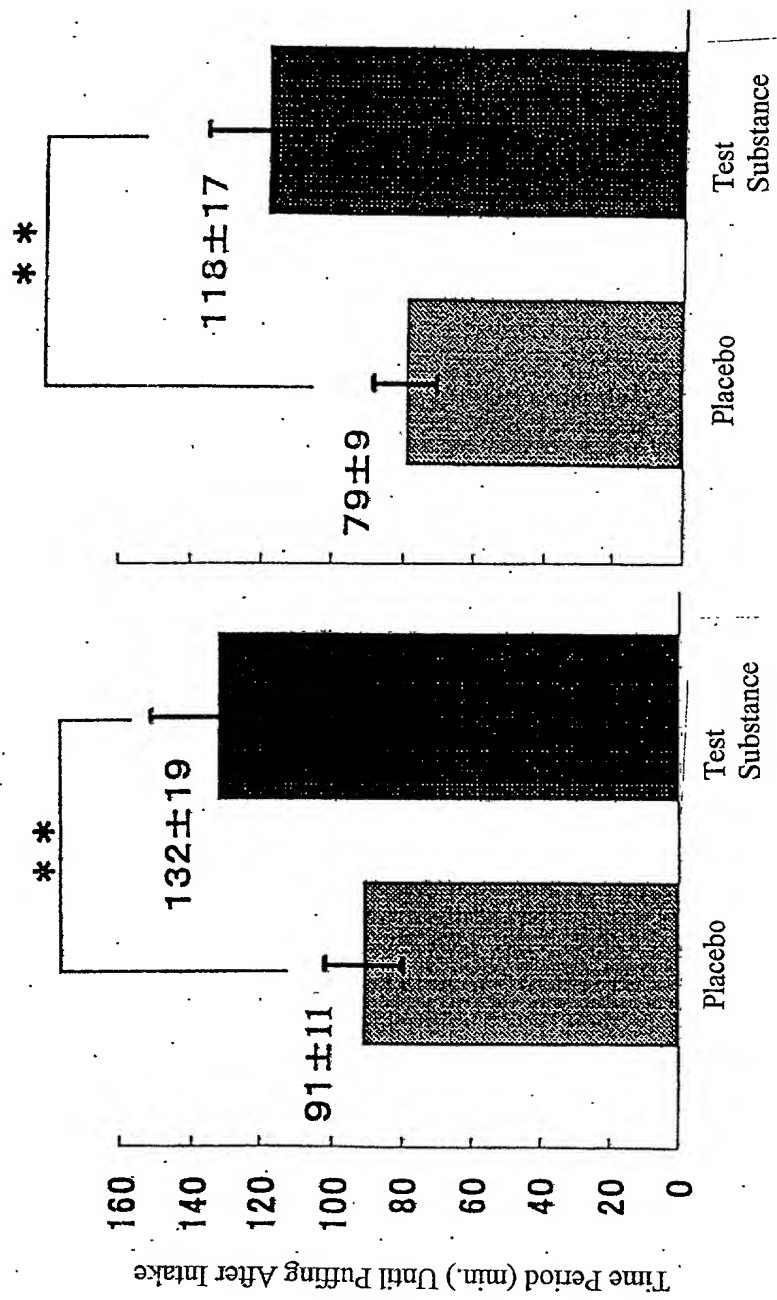 Time Period (min.) Until Puffing After Intake
160
140
120
100
80
60
40
20
0
**
91±11
132±19
Placebo
Test
Substance
**
79±9
118±17
Placebo
Test
Substance